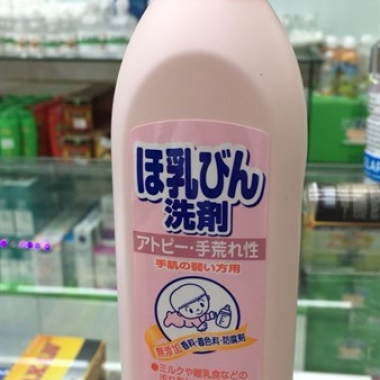 ほ乳びん
洗剤
アトピー・手荒れ性
手肌の弱い方用
無添加
香料・着色料・防腐剤
●ミルクや離乳食などの